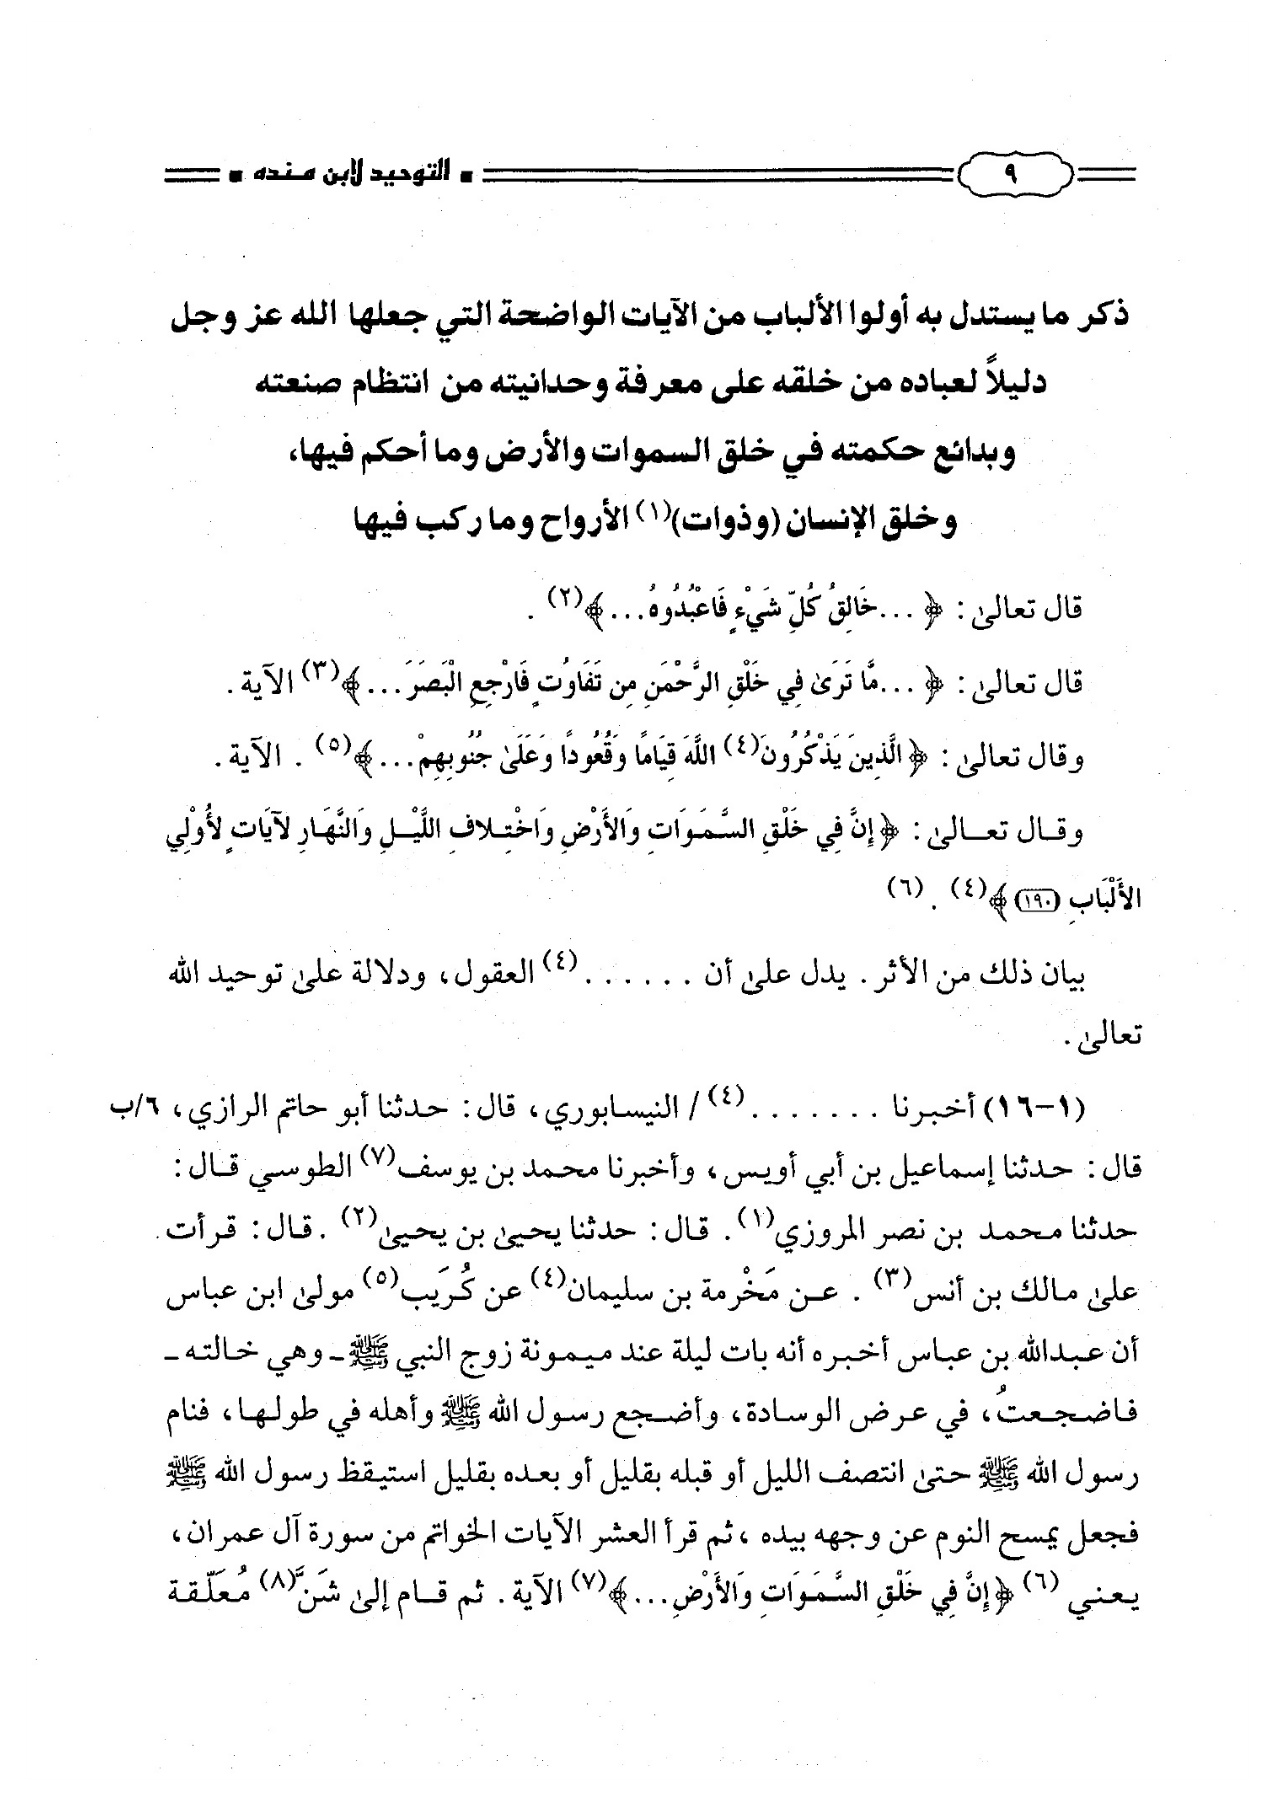 ٩ ▪ التوحيد لابن منده ▪
ذكر ما يستدل به أولوا الألباب من الآيات الواضحة التي جعلها الله عز وجل
دليلاً لعباده من خلقه على معرفة وحدانيته من انتظام صنعته
وبدائع حكمته في خلق السموات والأرض وما أحكم فيها،
وخلق الإنسان (وذوات)(١) الأرواح وما ركب فيها
قال تعالىٰ: ﴿ ...خَالِقُ كُلِّ شَيْءٍ فَاعْبُدُوهُ...﴾(٢) .
قال تعالىٰ: ﴿ ...مَّا تَرَىٰ فِي خَلْقِ الرَّحْمَنِ مِن تَفَاوُتٍ فَارْجِعِ الْبَصَرَ...﴾(٣) الآية.
وقال تعالىٰ: ﴿الَّذِينَ يَذْكُرُونَ(٤) اللَّهَ قِيَامًا وَقُعُودًا وَعَلَىٰ جُنُوبِهِمْ...﴾(٥) . الآية.
وقال تعالىٰ: ﴿إِنَّ فِي خَلْقِ السَّمَوَاتِ وَالأَرْضِ وَاخْتِلافِ اللَّيْلِ وَالنَّهَارِ لآيَاتٍ لأُوْلِي
الأَلْبَابِ (١٩٠)﴾(٤) . (٦)
بيان ذلك من الأثر. يدل علىٰ أن ......(٤) العقول، ودلالة علىٰ توحيد الله
تعالىٰ.
(١-١٦) أخبرنا .......(٤)/ النيسابوري، قال: حدثنا أبو حاتم الرازي، ٦/ب
قال: حدثنا إسماعيل بن أبي أويس، وأخبرنا محمد بن يوسف(٧) الطوسي قال:
حدثنا محمد بن نصر المروزي(١). قال: حدثنا يحيىٰ بن يحيىٰ(٢) .قال: قرأت
علىٰ مالك بن أنس(٣) . عن مَخْرمة بن سليمان(٤) عن كُرَيب(٥) مولىٰ ابن عباس
أن عبدالله بن عباس أخبره أنه بات ليلة عند ميمونة زوج النبي ﷺ ـ وهي خالته ـ
فاضجعتُ، في عرض الوسادة، وأضجع رسول الله ﷺ وأهله في طولها، فنام
رسول الله ﷺ حتىٰ انتصف الليل أو قبله بقليل أو بعده بقليل استيقظ رسول الله ﷺ
فجعل يمسح النوم عن وجهه بيده ،ثم قرأ العشر الآيات الخواتم من سورة آل عمران،
يعني (٦) ﴿إِنَّ فِي خَلْقِ السَّمَوَاتِ وَالأَرْضِ...﴾(٧) الآية. ثم قام إلىٰ شَنَّ(٨) مُعَلّقة